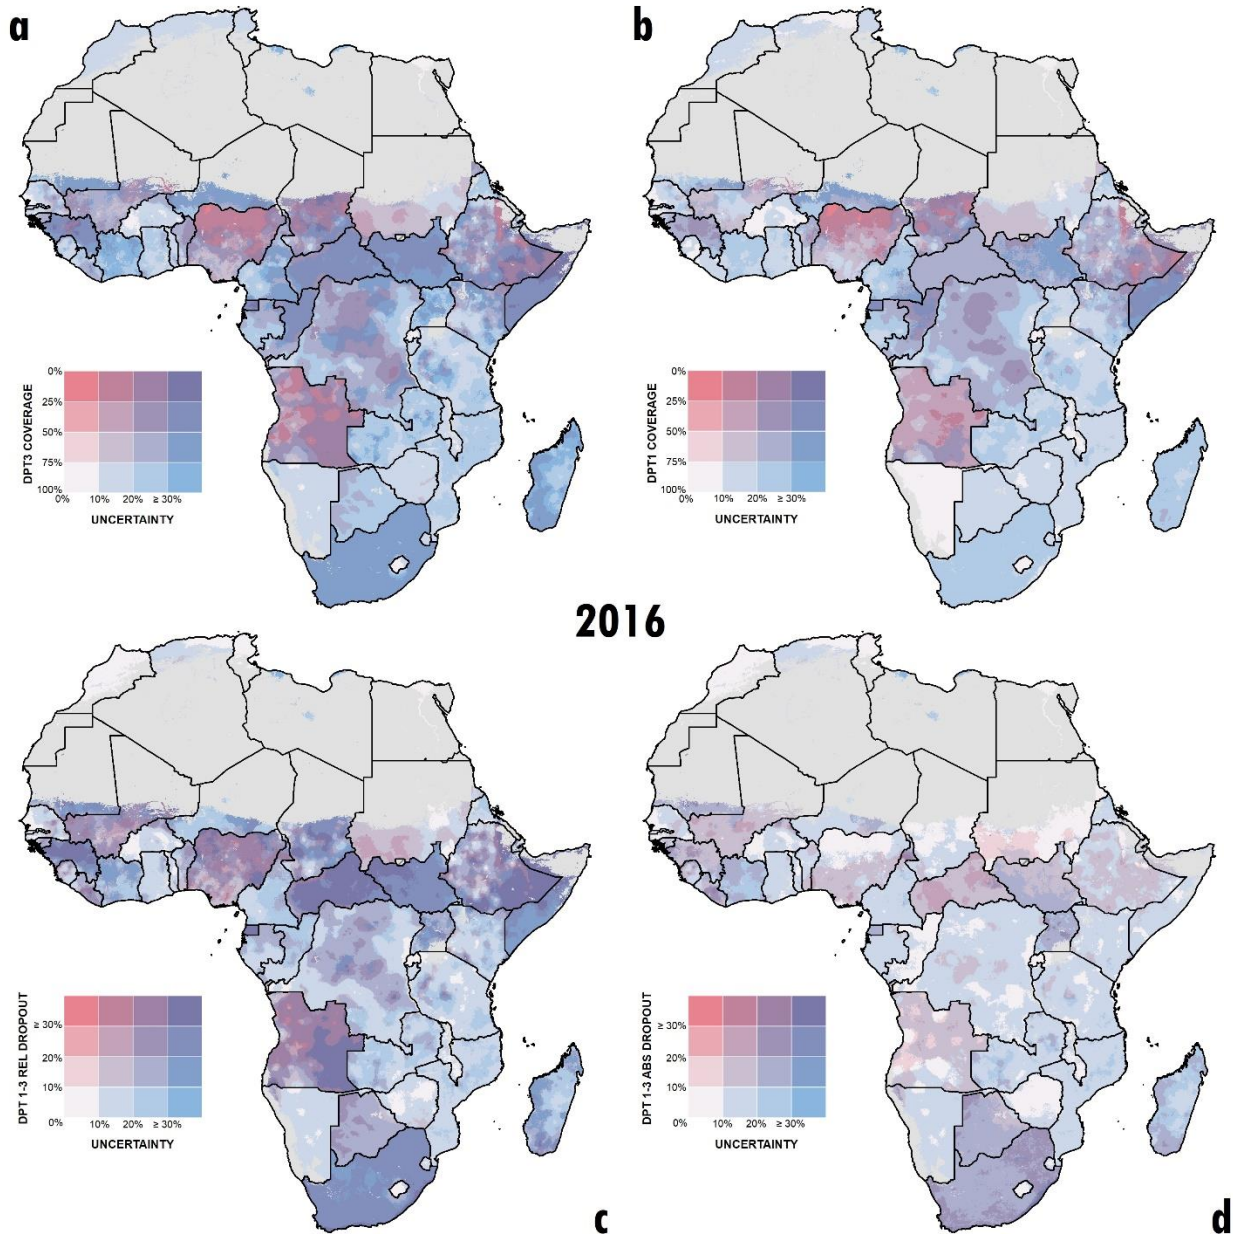 a
b
0%
25%
50%
75%
100%
DPT3 COVERAGE
0%
10%
20%
≥ 30%
UNCERTAINTY
0%
25%
50%
75%
100%
DPT1 COVERAGE
0%
10%
20%
≥ 30%
UNCERTAINTY
2016
≥ 30%
20%
10%
0%
DPT 1-3 REL DROPOUT
10%
20%
≥ 30%
UNCERTAINTY
≥ 30%
20%
10%
0%
DPT 1-3 ABS DROPOUT
10%
20%
≥ 30%
UNCERTAINTY
c
d